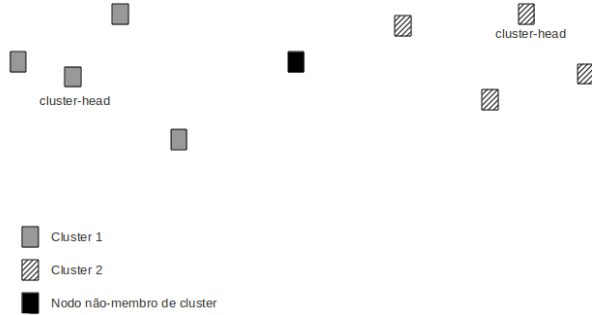 cluster-head
cluster-head
Cluster 1
Cluster 2
Nodo não-membro de cluster